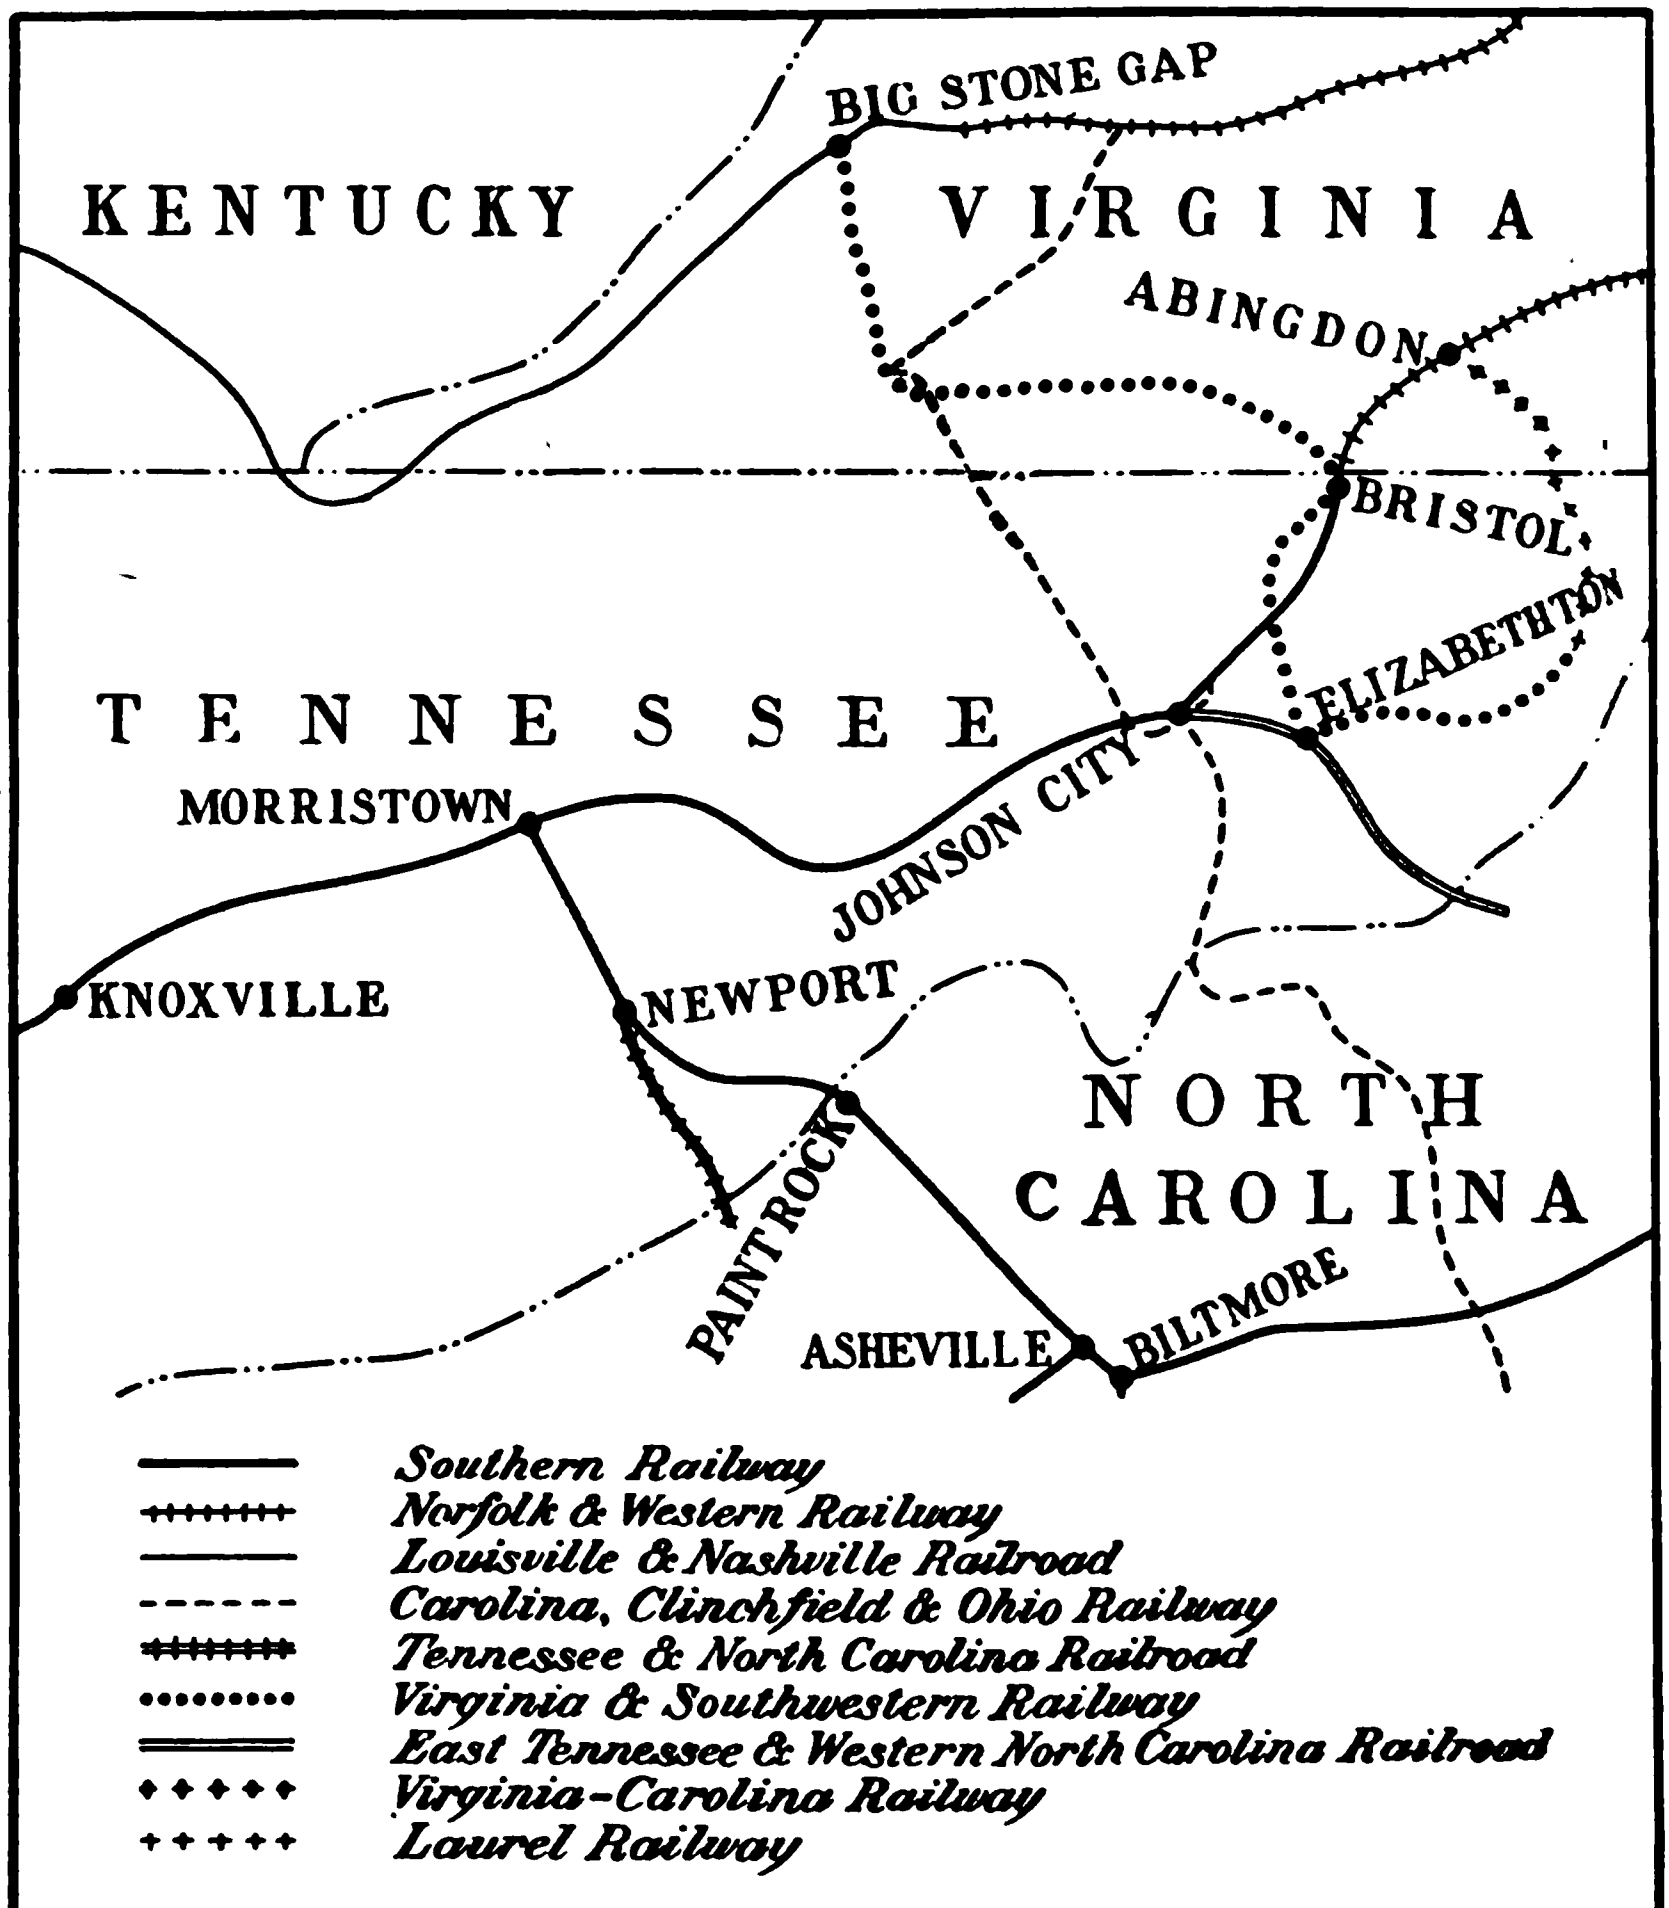 BIG STONE GAP
KENTUCKY
VIRGINIA
ABINGDON
BRISTOL
ELIZABETHTON
TENNESSEE
MORRISTOWN
JOHNSON CITY
KNOXVILLE
NEWPORT
NORTH
CAROLINA
PAINT ROCK
ASHEVILLE
BILTMORE
Southern Railway
Norfolk & Western Railway
Louisville & Nashville Railroad
Carolina, Clinchfield & Ohio Railway
Tennessee & North Carolina Railroad
Virginia & Southwestern Railway
East Tennessee & Western North Carolina Railroad
Virginia-Carolina Railway
Laurel Railway